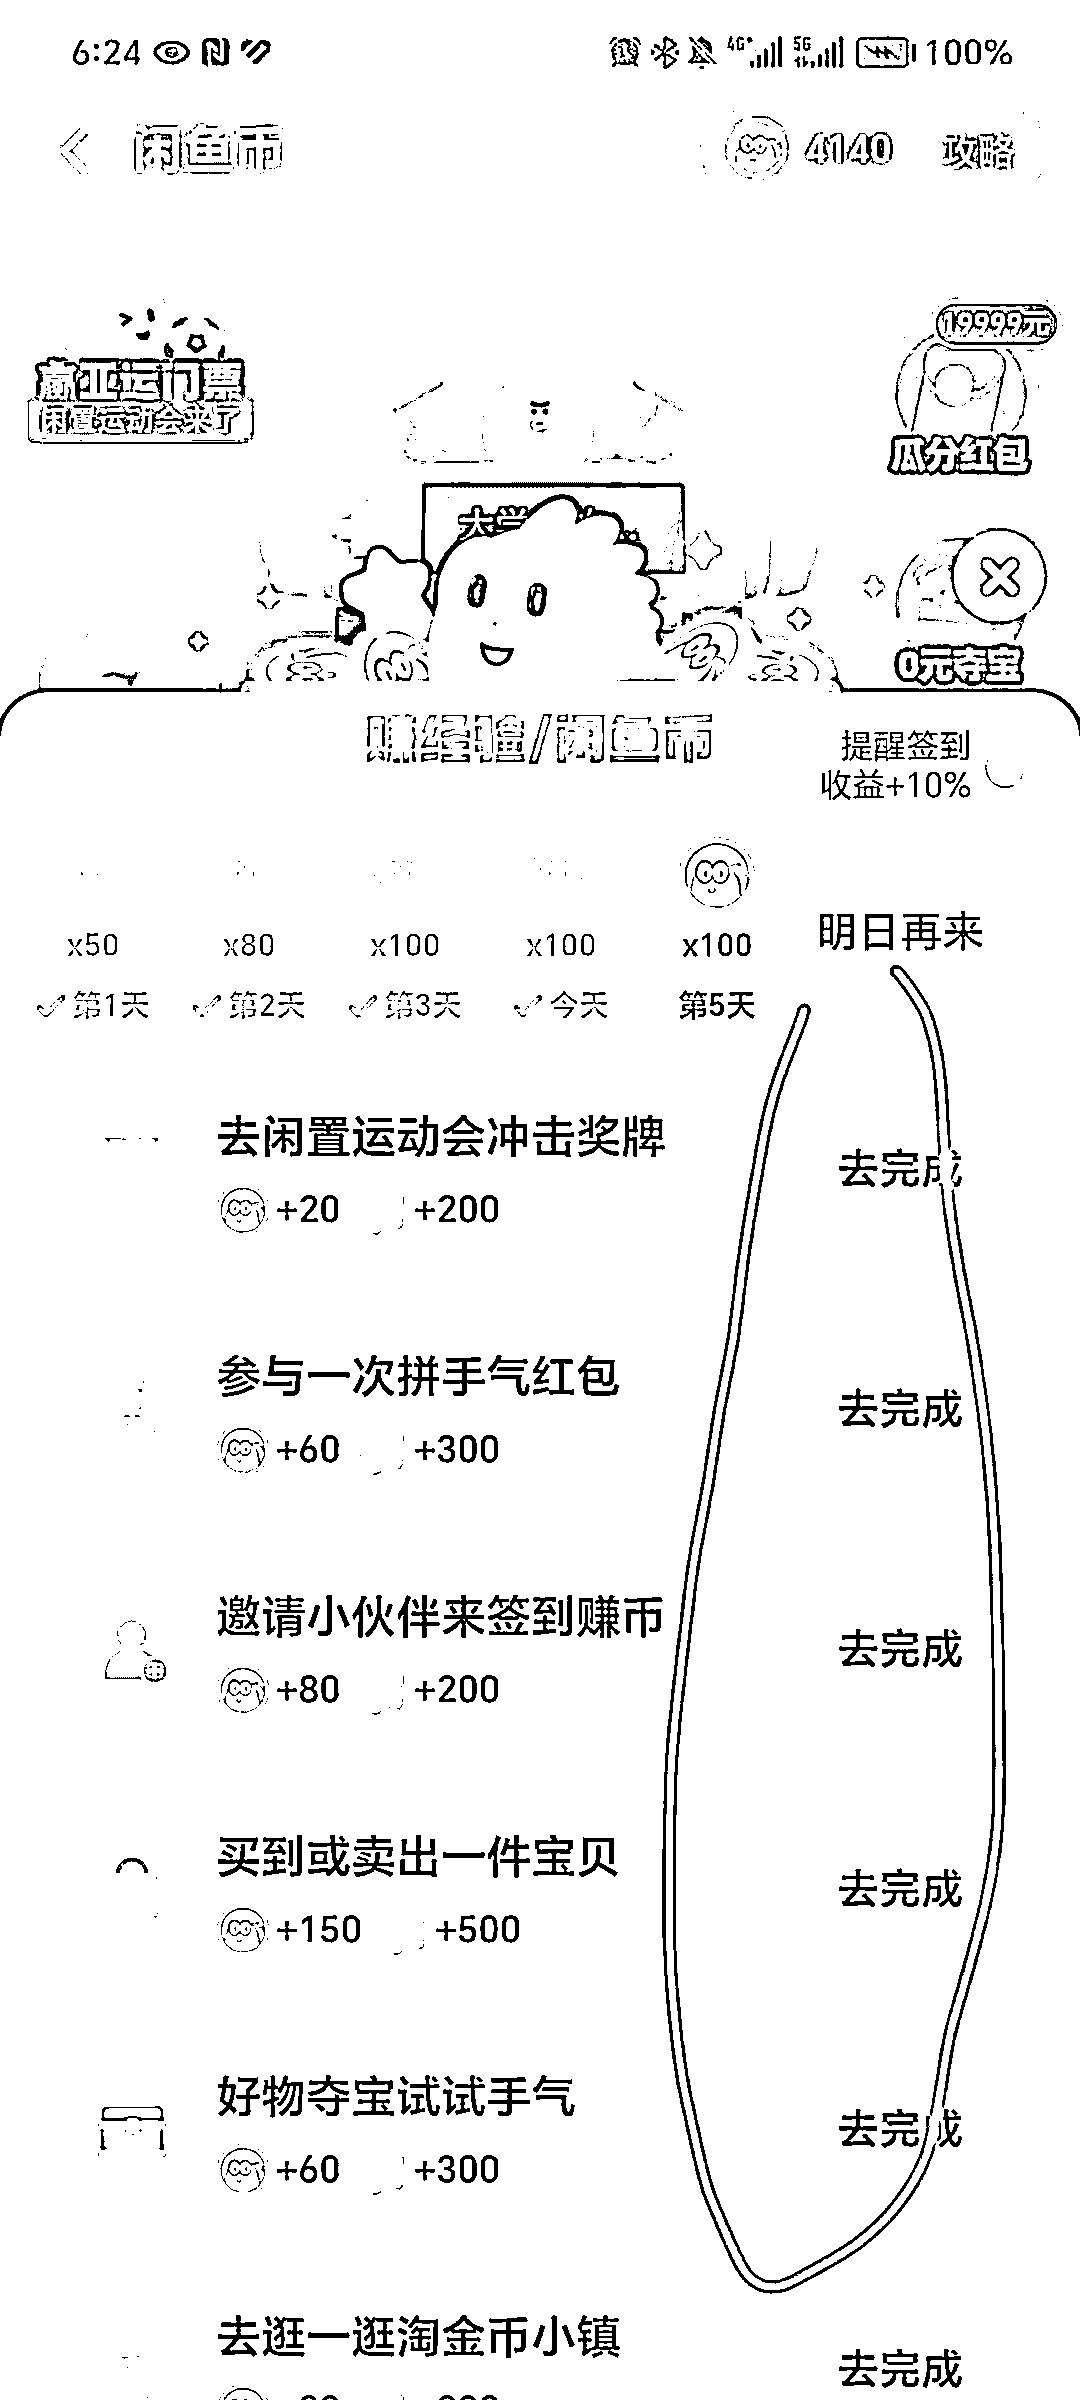 6:24 4G+ 5G 100%
闲鱼币 4140 攻略
19999元
赢亚运门票
闲置运动会来了
瓜分红包
大学
0元夺宝
赚经验/闲鱼币
提醒签到
收益+10%
x50 x80 x100 x100 x100 明日再来
第1天 第2天 第3天 今天 第5天
去闲置运动会冲击奖牌
+20 +200 去完成
参与一次拼手气红包
+60 +300 去完成
邀请小伙伴来签到赚币
+80 +200 去完成
买到或卖出一件宝贝
+150 +500 去完成
好物夺宝试试手气
+60 +300 去完成
去逛一逛淘金币小镇
去完成